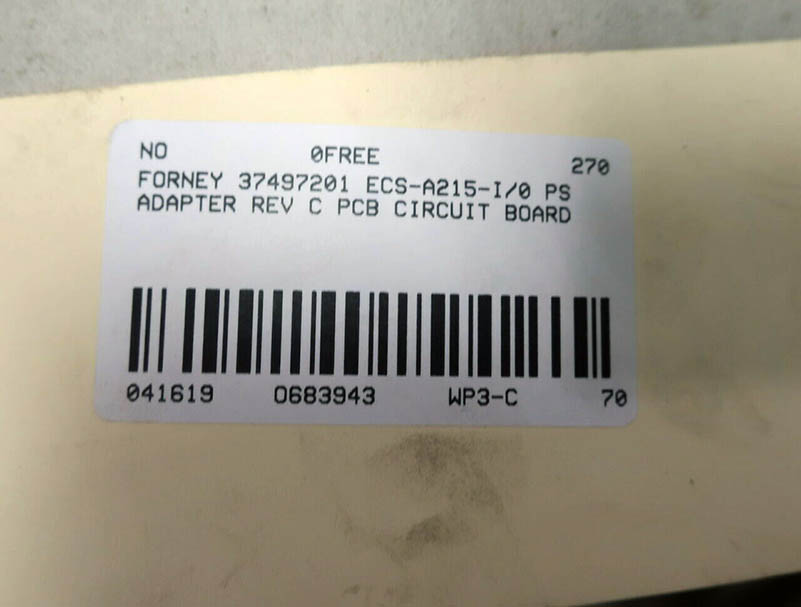 NO 0FREE 270
FORNEY 37497201 ECS-A215-I/0 PS
ADAPTER REV C PCB CIRCUIT BOARD
041619 0683943 WP3-C 70